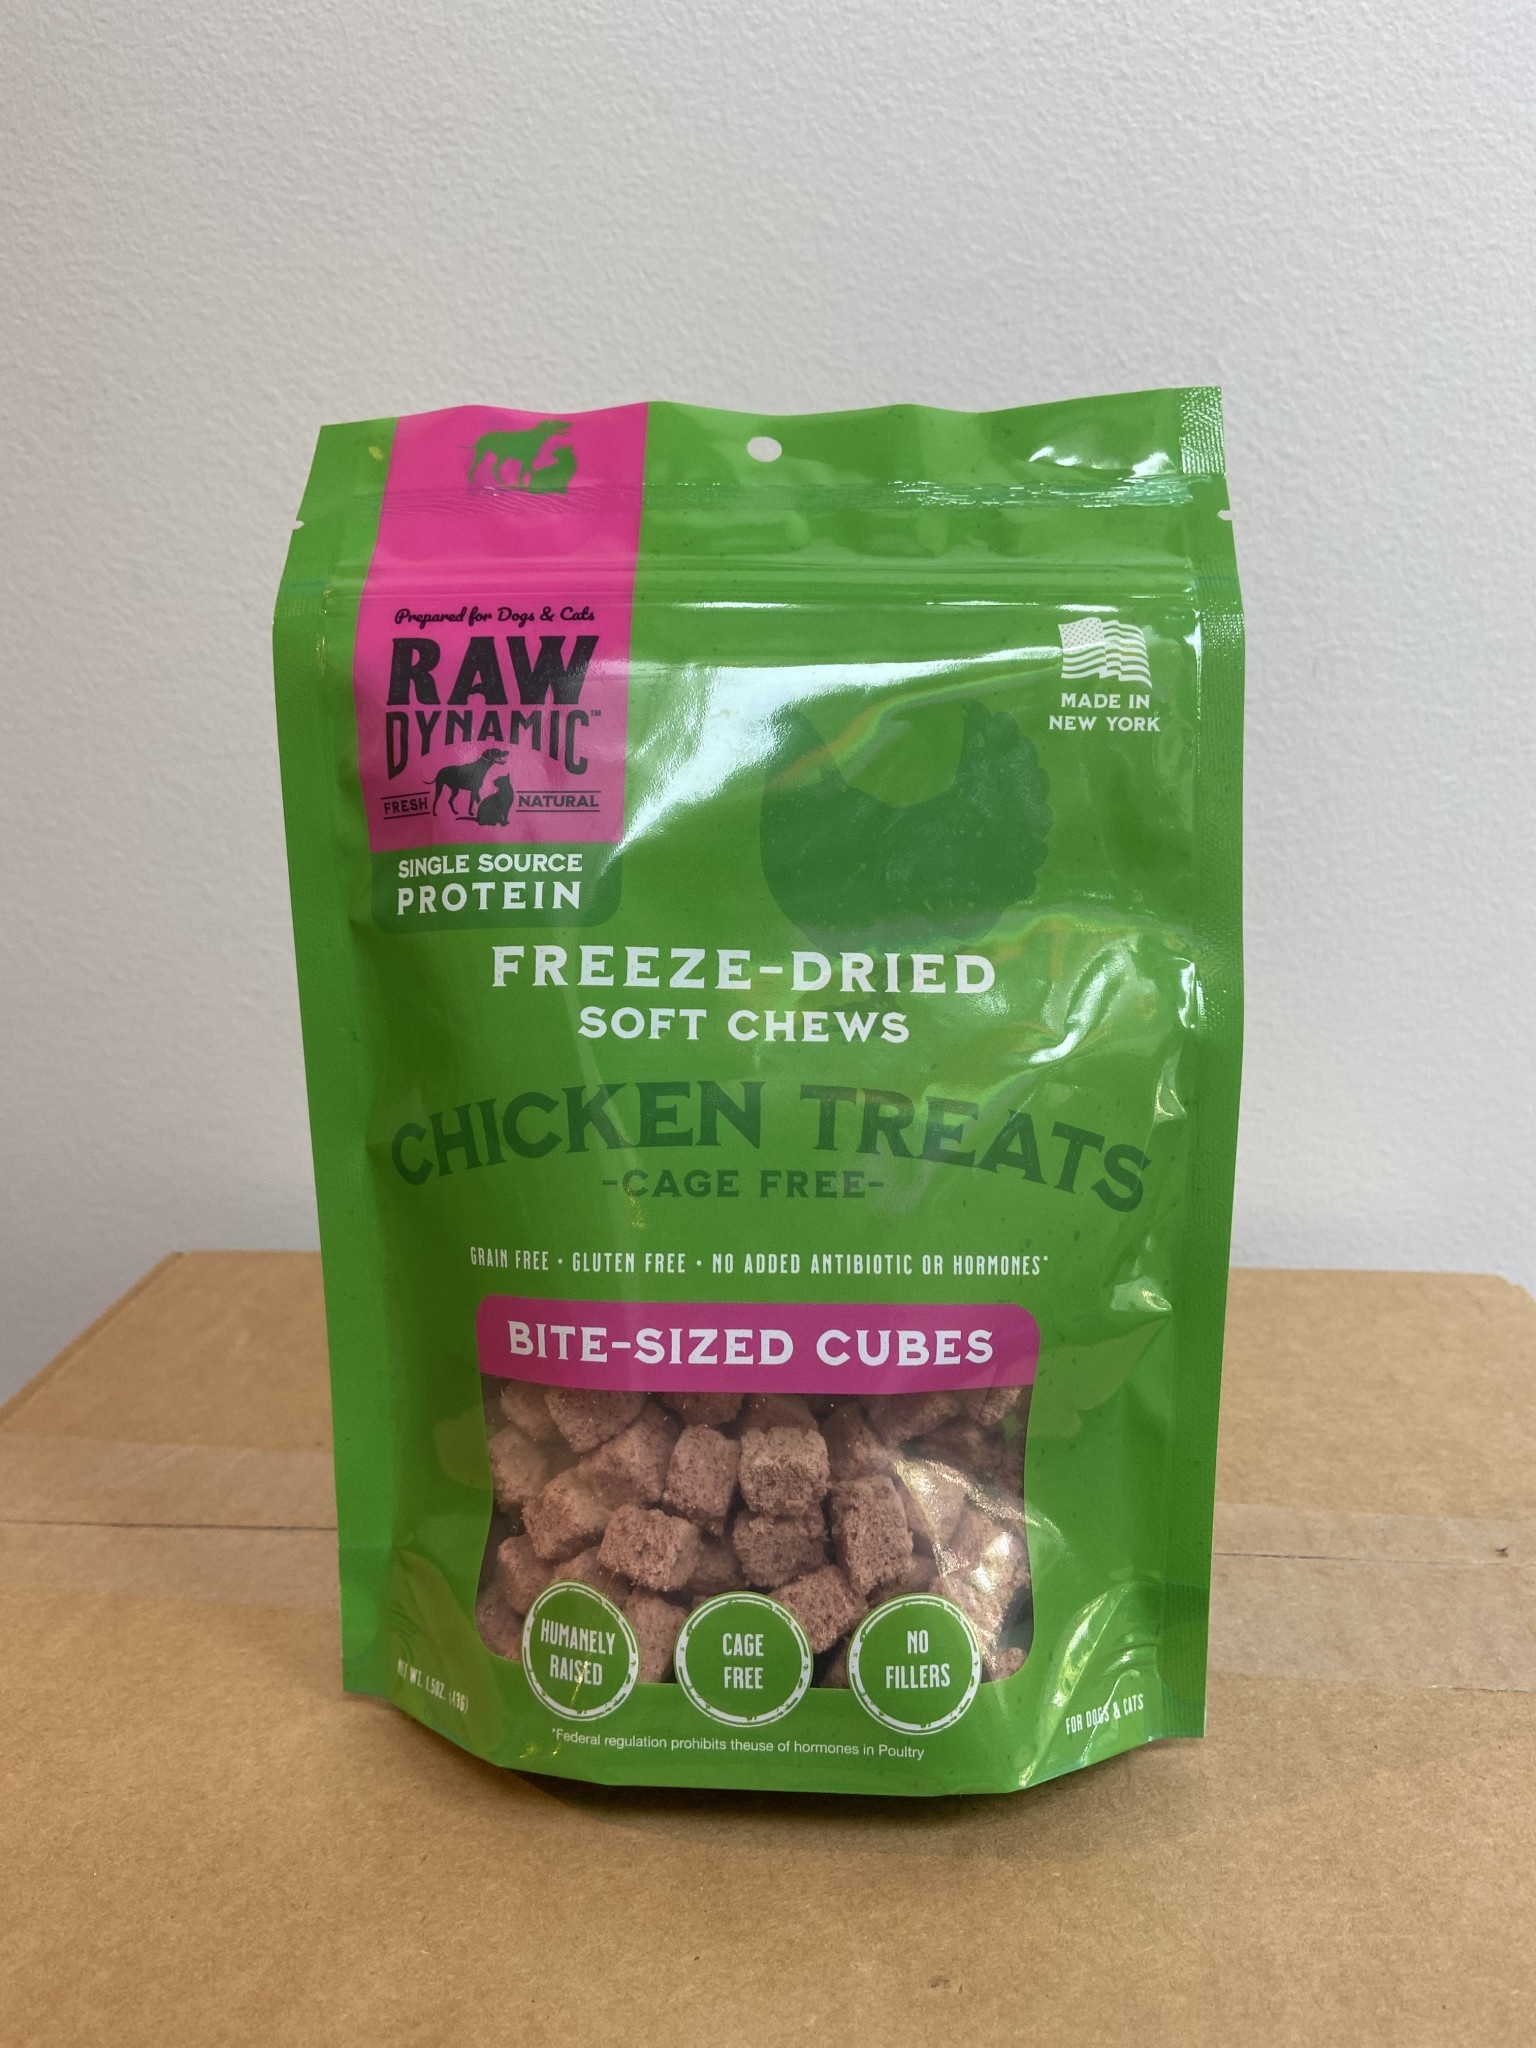 Prepared for Dogs & Cats
RAW
DYNAMIC™
FRESH NATURAL
SINGLE SOURCE
PROTEIN
MADE IN
NEW YORK
FREEZE-DRIED
SOFT CHEWS
CHICKEN TREATS
-CAGE FREE-
GRAIN FREE • GLUTEN FREE • NO ADDED ANTIBIOTIC OR HORMONES*
BITE-SIZED CUBES
HUMANELY
RAISED
CAGE
FREE
NO
FILLERS
NET WT. 1.5OZ. (43G)
FOR DOGS & CATS
*Federal regulation prohibits theuse of hormones in Poultry